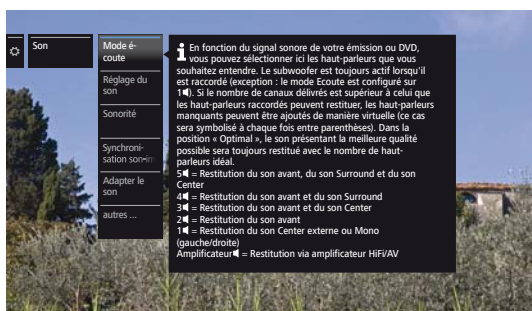 Son
Mode é-
coute
Réglage du
son
Sonorité
Synchroni-
sation son-im
Adapter le
son
autres ...
En fonction du signal sonore de votre émission ou DVD,
vous pouvez sélectionner ici les haut-parleurs que vous
souhaitez entendre. Le subwoofer est toujours actif lorsqu'il
est raccordé (exception : le mode Ecoute est configuré sur
1). Si le nombre de canaux délivrés est supérieur à celui que
les haut-parleurs raccordés peuvent restituer, les haut-parleurs
manquants peuvent être ajoutés de manière virtuelle (ce cas
sera symbolisé à chaque fois entre parenthèses). Dans la
position « Optimal », le son présentant la meilleure qualité
possible sera toujours restitué avec le nombre de haut-
parleurs idéal.
5 = Restitution du son avant, du son Surround et du son
Center
4 = Restitution du son avant et du son Surround
3 = Restitution du son avant et du son Center
2 = Restitution du son avant
1 = Restitution du son Center externe ou Mono
(gauche/droite)
Amplificateur = Restitution via amplificateur HiFi/AV